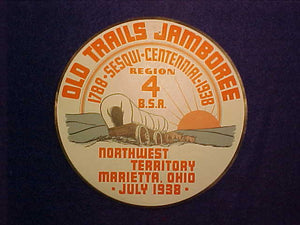 OLD TRAILS JAMBOREE
1788-SESQUI-CENTENNIAL-1938
REGION
4
B.S.A.
NORTHWEST
TERRITORY
MARIETTA, OHIO
- JULY 1938 -